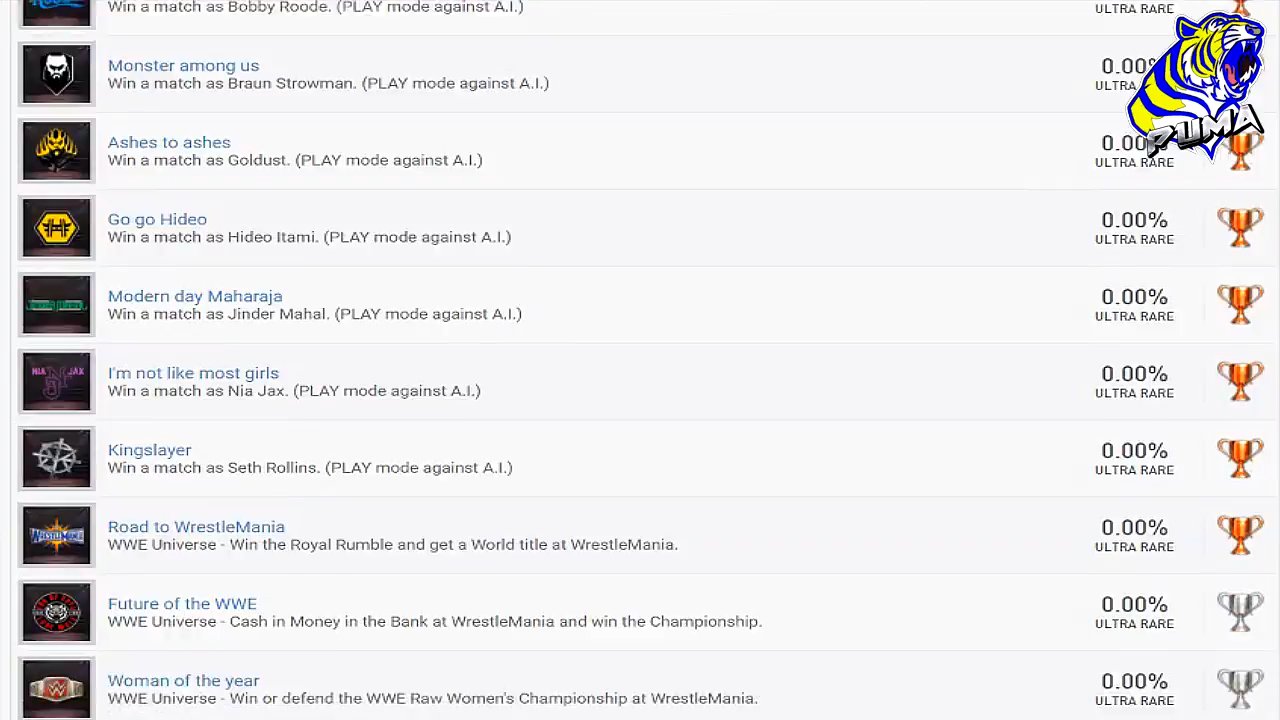 Win a match as Bobby Roode. (PLAY mode against A.I.)
ULTRA RARE
Monster among us
Win a match as Braun Strowman. (PLAY mode against A.I.)
0.00%
ULTRA
PUMA
Ashes to ashes
Win a match as Goldust. (PLAY mode against A.I.)
0.00%
ULTRA RARE
Go go Hideo
Win a match as Hideo Itami. (PLAY mode against A.I.)
0.00%
ULTRA RARE
Modern day Maharaja
Win a match as Jinder Mahal. (PLAY mode against A.I.)
0.00%
ULTRA RARE
NIA JAX
I'm not like most girls
Win a match as Nia Jax. (PLAY mode against A.I.)
0.00%
ULTRA RARE
Kingslayer
Win a match as Seth Rollins. (PLAY mode against A.I.)
0.00%
ULTRA RARE
WRESTLEMANIA
Road to WrestleMania
WWE Universe - Win the Royal Rumble and get a World title at WrestleMania.
0.00%
ULTRA RARE
Future of the WWE
WWE Universe - Cash in Money in the Bank at WrestleMania and win the Championship.
0.00%
ULTRA RARE
Woman of the year
WWE Universe - Win or defend the WWE Raw Women's Championship at WrestleMania.
0.00%
ULTRA RARE